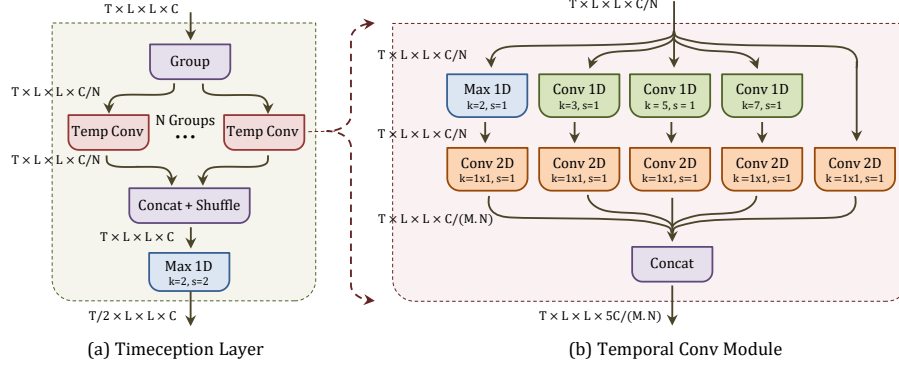 T × L × L × C
Group
T × L × L × C/N
Temp Conv
N Groups
...
Temp Conv
T × L × L × C/N
Concat + Shuffle
T × L × L × C
Max 1D
k=2, s=2
T/2 × L × L × C
(a) Timeception Layer
T × L × L × C/N
T × L × L × C/N
Max 1D
k=2, s=1
Conv 1D
k=3, s=1
Conv 1D
k = 5, s = 1
Conv 1D
k=7, s=1
T × L × L × C/N
Conv 2D
k=1x1, s=1
Conv 2D
k=1x1, s=1
Conv 2D
k=1x1, s=1
Conv 2D
k=1x1, s=1
Conv 2D
k=1x1, s=1
T × L × L × C/(M.N)
Concat
T × L × L × 5C/(M.N)
(b) Temporal Conv Module